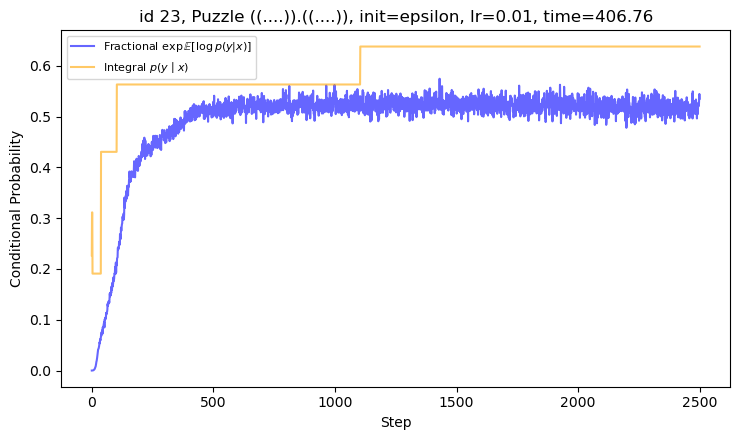 id 23, Puzzle ((....)).((....)), init=epsilon, lr=0.01, time=406.76
Fractional exp𝔼[log p(y|x)]
Integral p(y | x)
Conditional Probability
0.6
0.5
0.4
0.3
0.2
0.1
0.0
0 500 1000 1500 2000 2500
Step